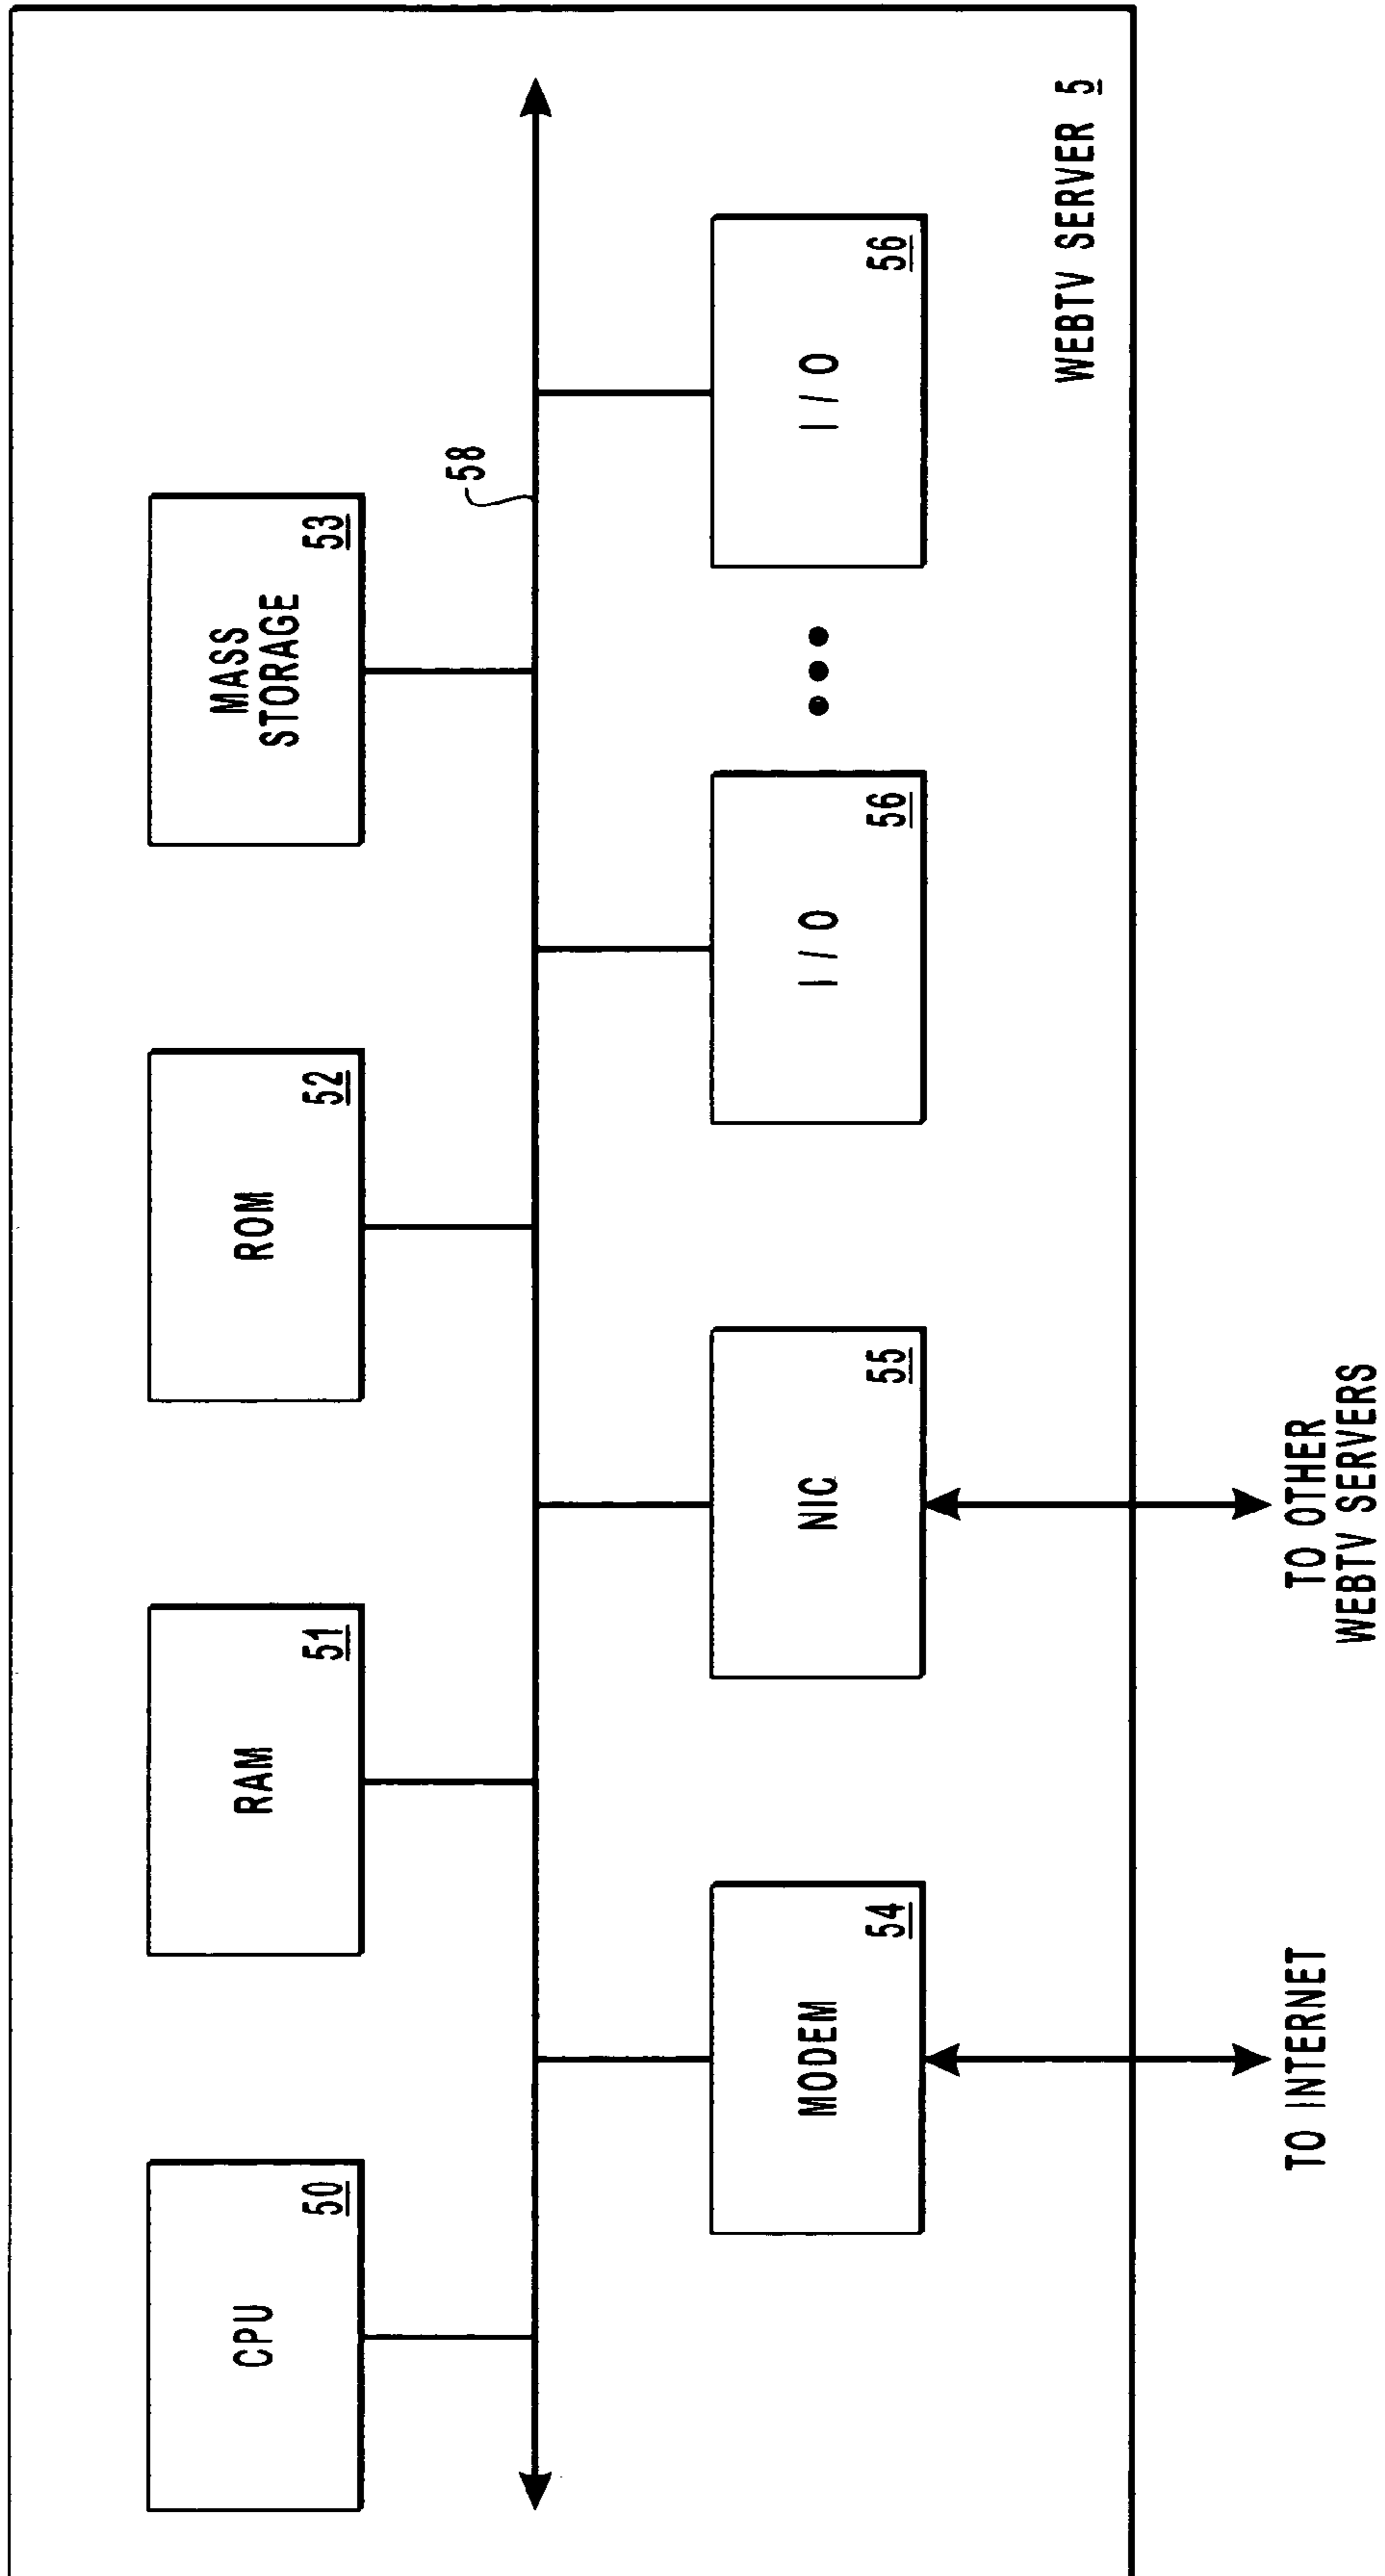 CPU
50
RAM
51
ROM
52
MASS
STORAGE
53
58
MODEM
54
NIC
55
I / O
56
I / O
56
WEBTV SERVER 5
TO INTERNET
TO OTHER
WEBTV SERVERS